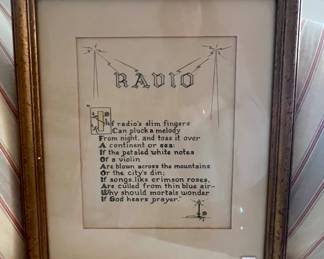 RADIO
If radio's slim fingers
Can pluck a melody
From night, and toss it over
A continent or sea;
If the petaled white notes
Of a violin
Are blown across the mountains
Or the city's din;
If songs, like crimson roses,
Are culled from thin blue air—
Why should mortals wonder
If God hears prayer."